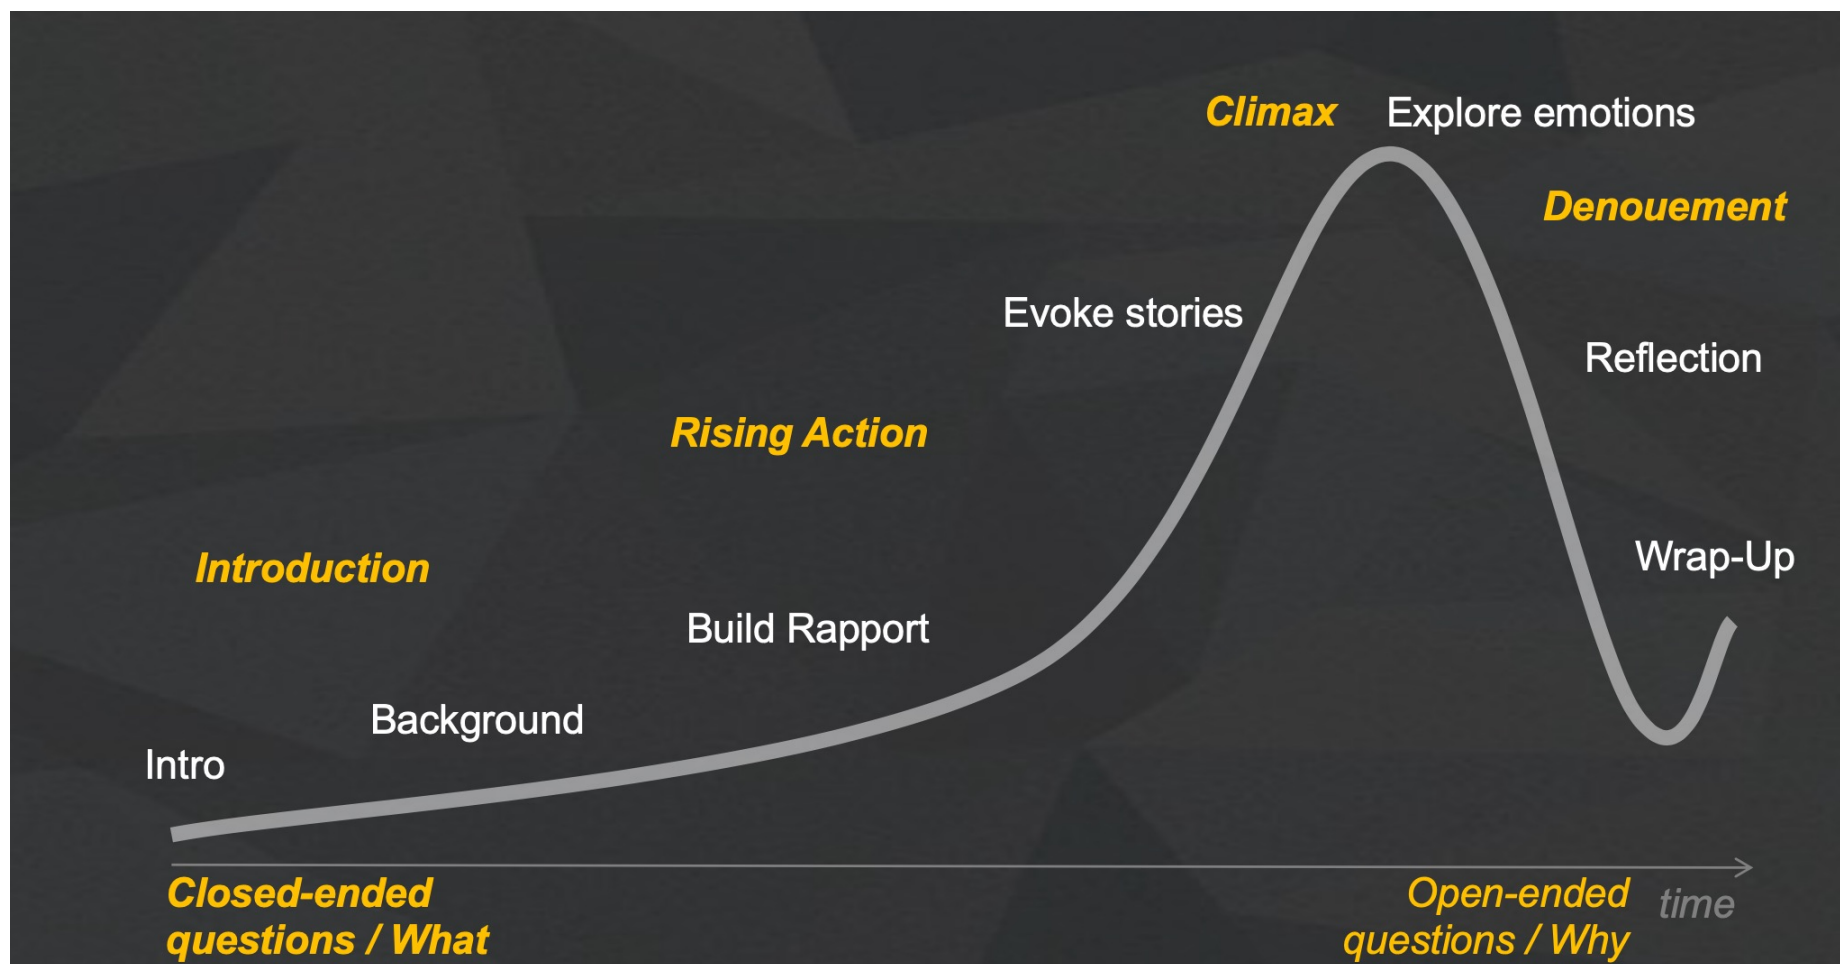 Climax Explore emotions
Denouement
Evoke stories
Reflection
Rising Action
Introduction
Wrap-Up
Build Rapport
Background
Intro
Closed-ended
questions / What
Open-ended
questions / Why
time